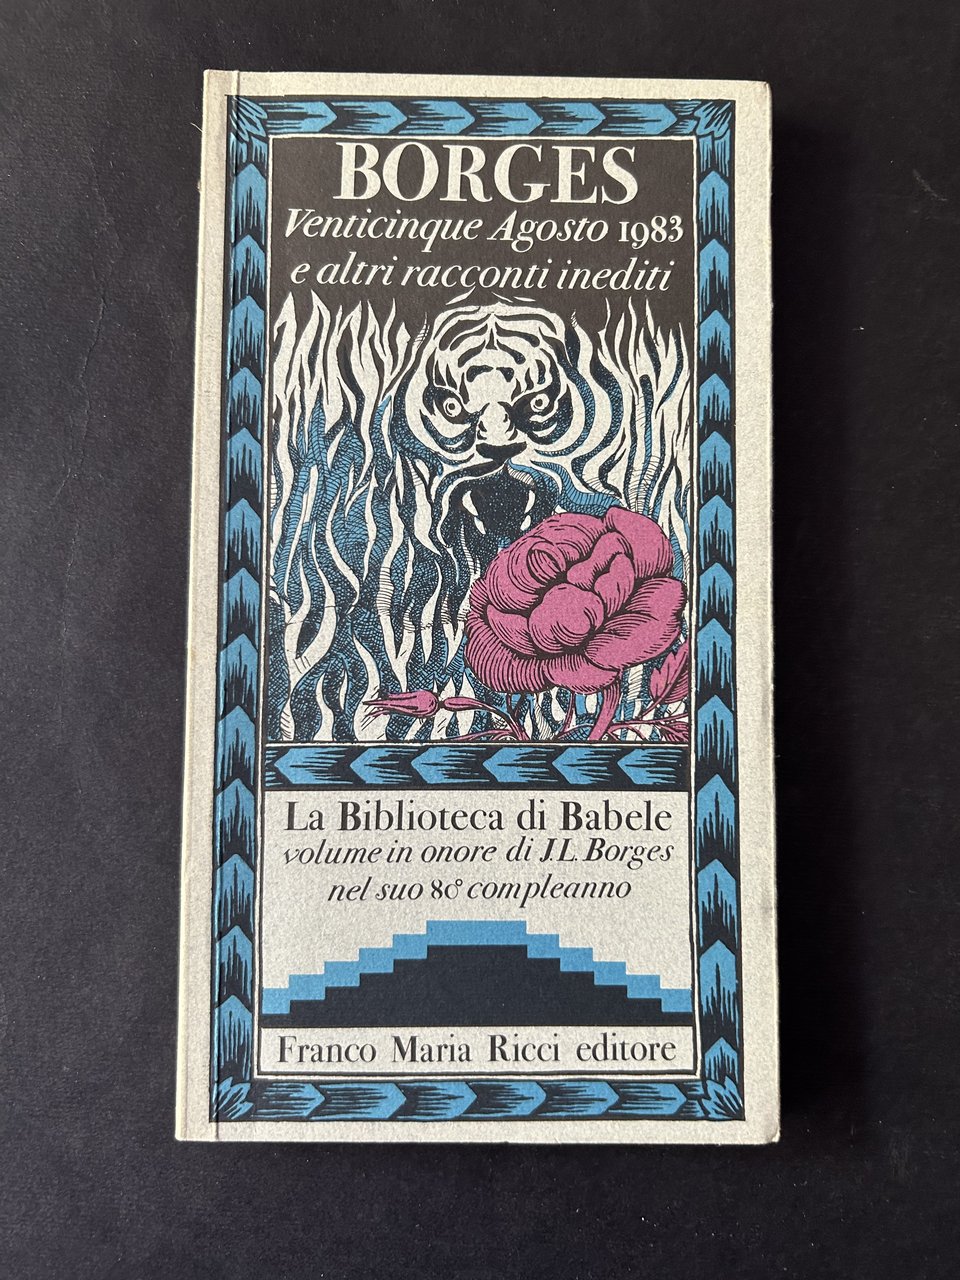 BORGES
Venticinque Agosto 1983
e altri racconti inediti
La Biblioteca di Babele
volume in onore di J.L. Borges
nel suo 80° compleanno
Franco Maria Ricci editore